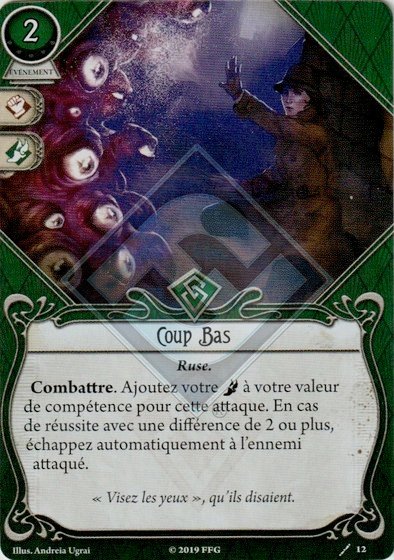 2
ÉVÉNEMENT
Coup Bas
Ruse.
Combattre. Ajoutez votre à votre valeur
de compétence pour cette attaque. En cas
de réussite avec une différence de 2 ou plus,
échappez automatiquement à l'ennemi
attaqué.
« Visez les yeux », qu'ils disaient.
Illus. Andreia Ugrai © 2019 FFG 12